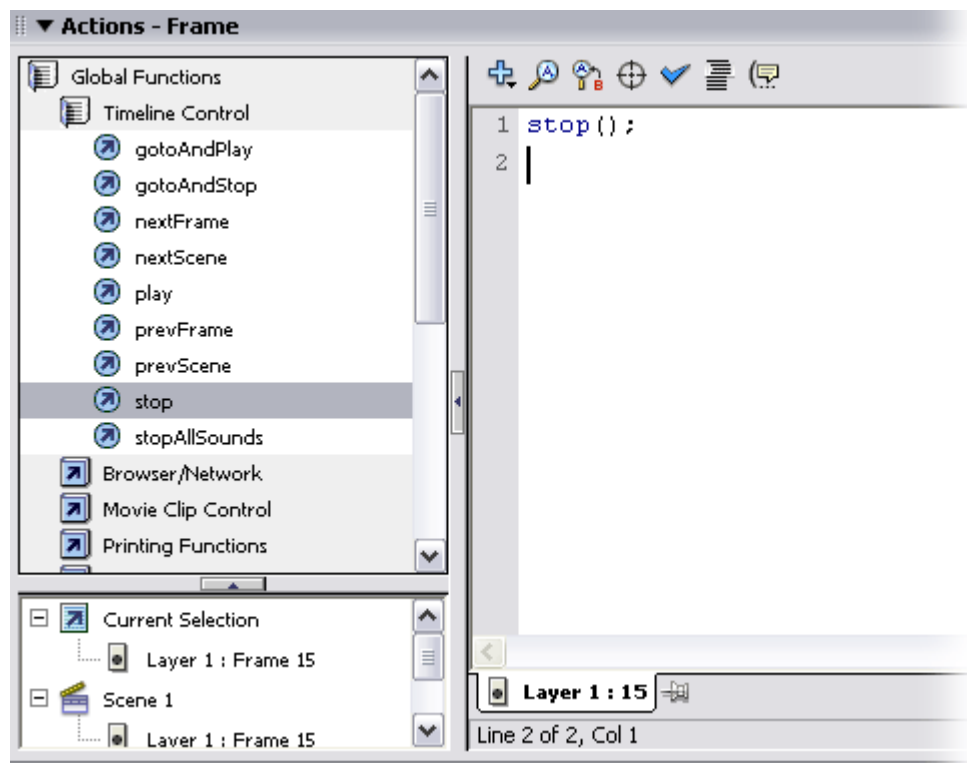 Actions - Frame
Global Functions
Timeline Control
gotoAndPlay
gotoAndStop
nextFrame
nextScene
play
prevFrame
prevScene
stop
stopAllSounds
Browser/Network
Movie Clip Control
Printing Functions
Current Selection
Layer 1 : Frame 15
Scene 1
Layer 1 : Frame 15
1 stop();
2
Layer 1 : 15
Line 2 of 2, Col 1